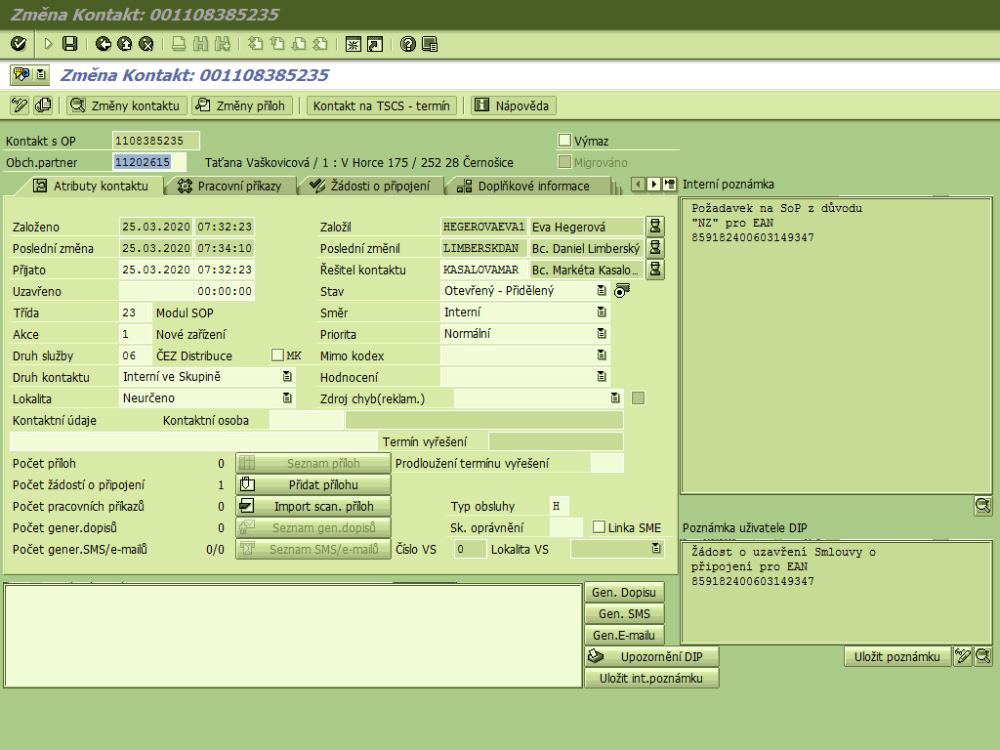 Změna Kontakt: 001108385235
Změna Kontakt: 001108385235
Změny kontaktu Změny příloh Kontakt na TSCS - termín Nápověda
Kontakt s OP 1108385235 Výmaz
Obch.partner 11202615 Taťana Vaškovicová / 1 : V Horce 175 / 252 28 Černošice Migrováno
Atributy kontaktu Pracovní příkazy Žádosti o připojení Doplňkové informace Interní poznámka
Požadavek na SoP z důvodu
"NZ" pro EAN
859182400603149347
Založeno 25.03.2020 07:32:23 Založil HEGEROVAEVA1 Eva Hegerová
Poslední změna 25.03.2020 07:34:10 Poslední změnil LIMBERSKDAN Bc. Daniel Limberský
Přijato 25.03.2020 07:32:23 Řešitel kontaktu KASALOVAMAR Bc. Markéta Kasalo...
Uzavřeno 00:00:00 Stav Otevřený - Přidělený
Třída 23 Modul SOP Směr Interní
Akce 1 Nové zařízení Priorita Normální
Druh služby 06 ČEZ Distribuce MK Mimo kodex
Druh kontaktu Interní ve Skupině Hodnocení
Lokalita Neurčeno Zdroj chyb(reklam.)
Kontaktní údaje Kontaktní osoba
Termín vyřešení
Počet příloh 0 Seznam příloh Prodloužení termínu vyřešení
Počet žádostí o připojení 1 Přidat přílohu
Počet pracovních příkazů 0 Import scan. příloh Typ obsluhy H
Počet gener.dopisů 0 Seznam gen.dopisů Sk. oprávnění Linka SME
Počet gener.SMS/e-mailů 0/0 Seznam SMS/e-mailů Číslo VS 0 Lokalita VS
Poznámka uživatele DIP
Žádost o uzavření Smlouvy o
připojení pro EAN
859182400603149347
Gen. Dopisu
Gen. SMS
Gen.E-mailu
Upozornění DIP Uložit poznámku
Uložit int.poznámku